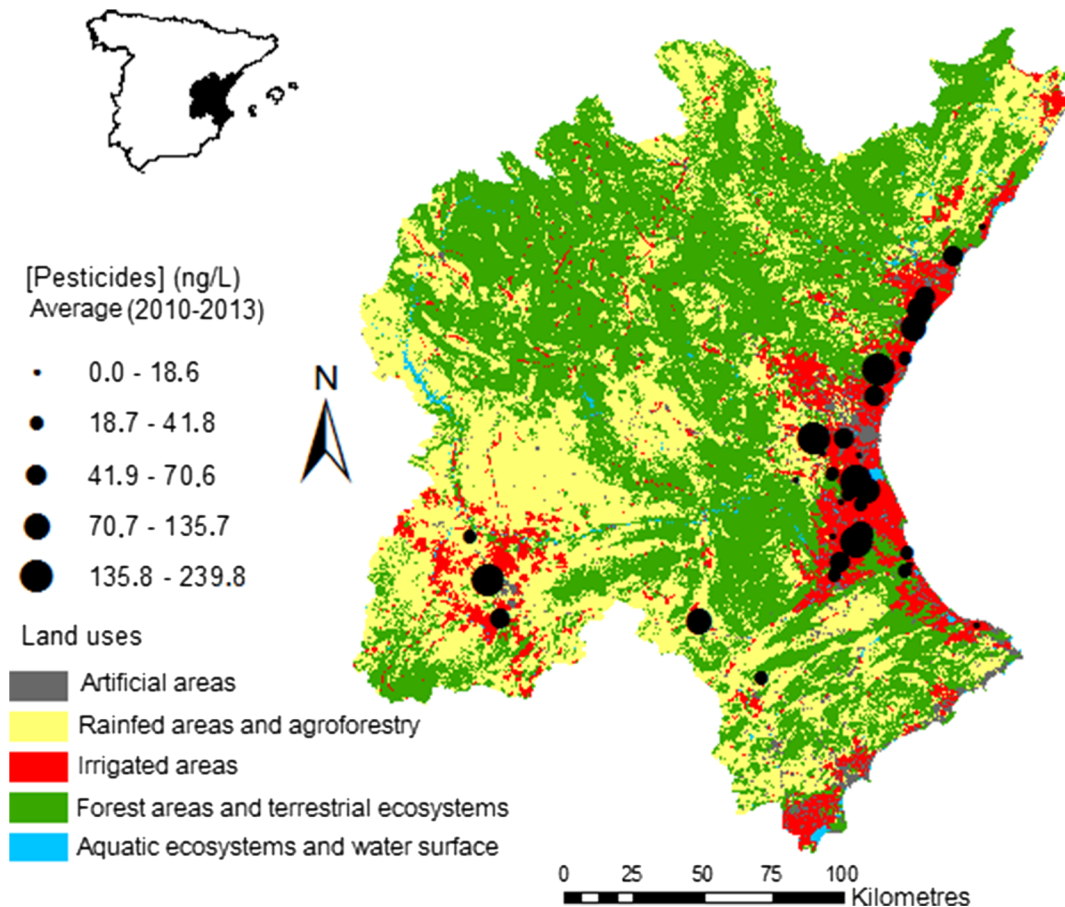 [Pesticides] (ng/L)
Average (2010-2013)
0.0 - 18.6
18.7 - 41.8
41.9 - 70.6
70.7 - 135.7
135.8 - 239.8
N
Land uses
Artificial areas
Rainfed areas and agroforestry
Irrigated areas
Forest areas and terrestrial ecosystems
Aquatic ecosystems and water surface
0 25 50 75 100
Kilometres